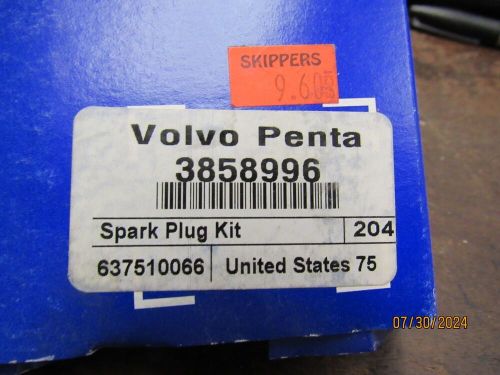 SKIPPERS
9.60
Volvo Penta
3858996
Spark Plug Kit 204
637510066 United States 75
07/30/2024